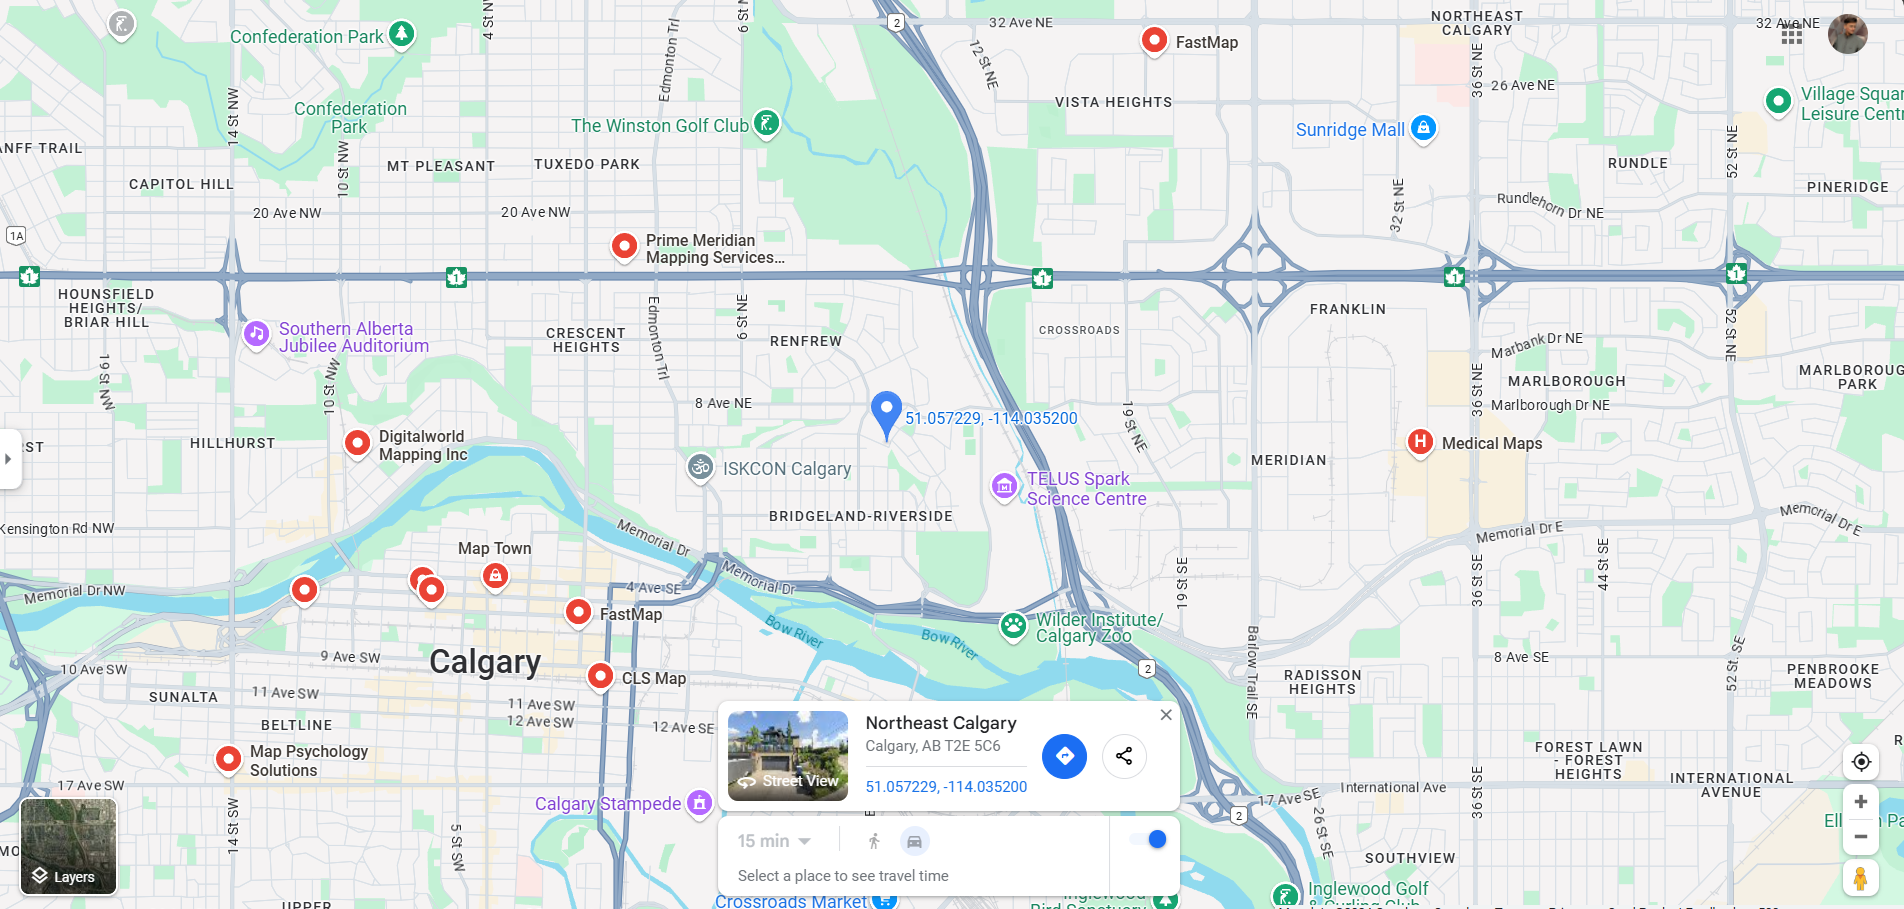 4 St NW
Edmonton Trl
6 St N
2
32 Ave NE
12 St NE
FastMap
NORTHEAST
CALGARY
32 Ave NE
36 St NE
Confederation Park
26 Ave NE
Village Squar
Leisure Centr
Confederation
Park
14 St NW
10 St NW
The Winston Golf Club
VISTA HEIGHTS
Sunridge Mall
52 St NE
ANFF TRAIL
CAPITOL HILL
MT PLEASANT
TUXEDO PARK
RUNDLE
PINERIDGE
20 Ave NW
20 Ave NW
32 St NE
Rundlehorn Dr NE
1A
Prime Meridian
Mapping Services...
1
1
1
1
1
HOUNSFIELD
HEIGHTS/
BRIAR HILL
Southern Alberta
Jubilee Auditorium
CRESCENT
HEIGHTS
Edmonton Trl
6 St NE
RENFREW
CROSSROADS
FRANKLIN
52 St NE
Marbank Dr NE
MARLBOROUGH
Marlborough Dr NE
MARLBOROUG
PARK
19 St NW
10 St NW
8 Ave NE
51.057229, -114.035200
19 St NE
36 St NE
RST
HILLHURST
Digitalworld
Mapping Inc
ISKCON Calgary
TELUS Spark
Science Centre
MERIDIAN
H
Medical Maps
Kensington Rd NW
BRIDGELAND-RIVERSIDE
Memorial Dr
Memorial Dr E
Memorial Dr E
Map Town
Memorial Dr NW
4 Ave SE
Memorial Dr
19 St SE
36 St SE
44 St SE
FastMap
Bow River
Bow River
Wilder Institute/
Calgary Zoo
9 Ave SW
Calgary
10 Ave SW
CLS Map
2
Barlow Trail SE
8 Ave SE
52 St. SE
SUNALTA
11 Ave SW
11 Ave SW
12 Ave SW
12 Ave SE
BELTLINE
RADISSON
HEIGHTS
PENBROOKE
MEADOWS
Map Psychology
Solutions
Northeast Calgary
Calgary, AB T2E 5C6
51.057229, -114.035200
Street View
FOREST LAWN
- FOREST
HEIGHTS
INTERNATIONAL
AVENUE
17 Ave SW
17 Ave SE
International Ave
Calgary Stampede
14 St SW
5 St SW
2
26 St SE
36 St SE
15 min
Select a place to see travel time
SOUTHVIEW
Layers
UPPER
Crossroads Market
Inglewood
Bird Sanctuary
Inglewood Golf
& Curling Club